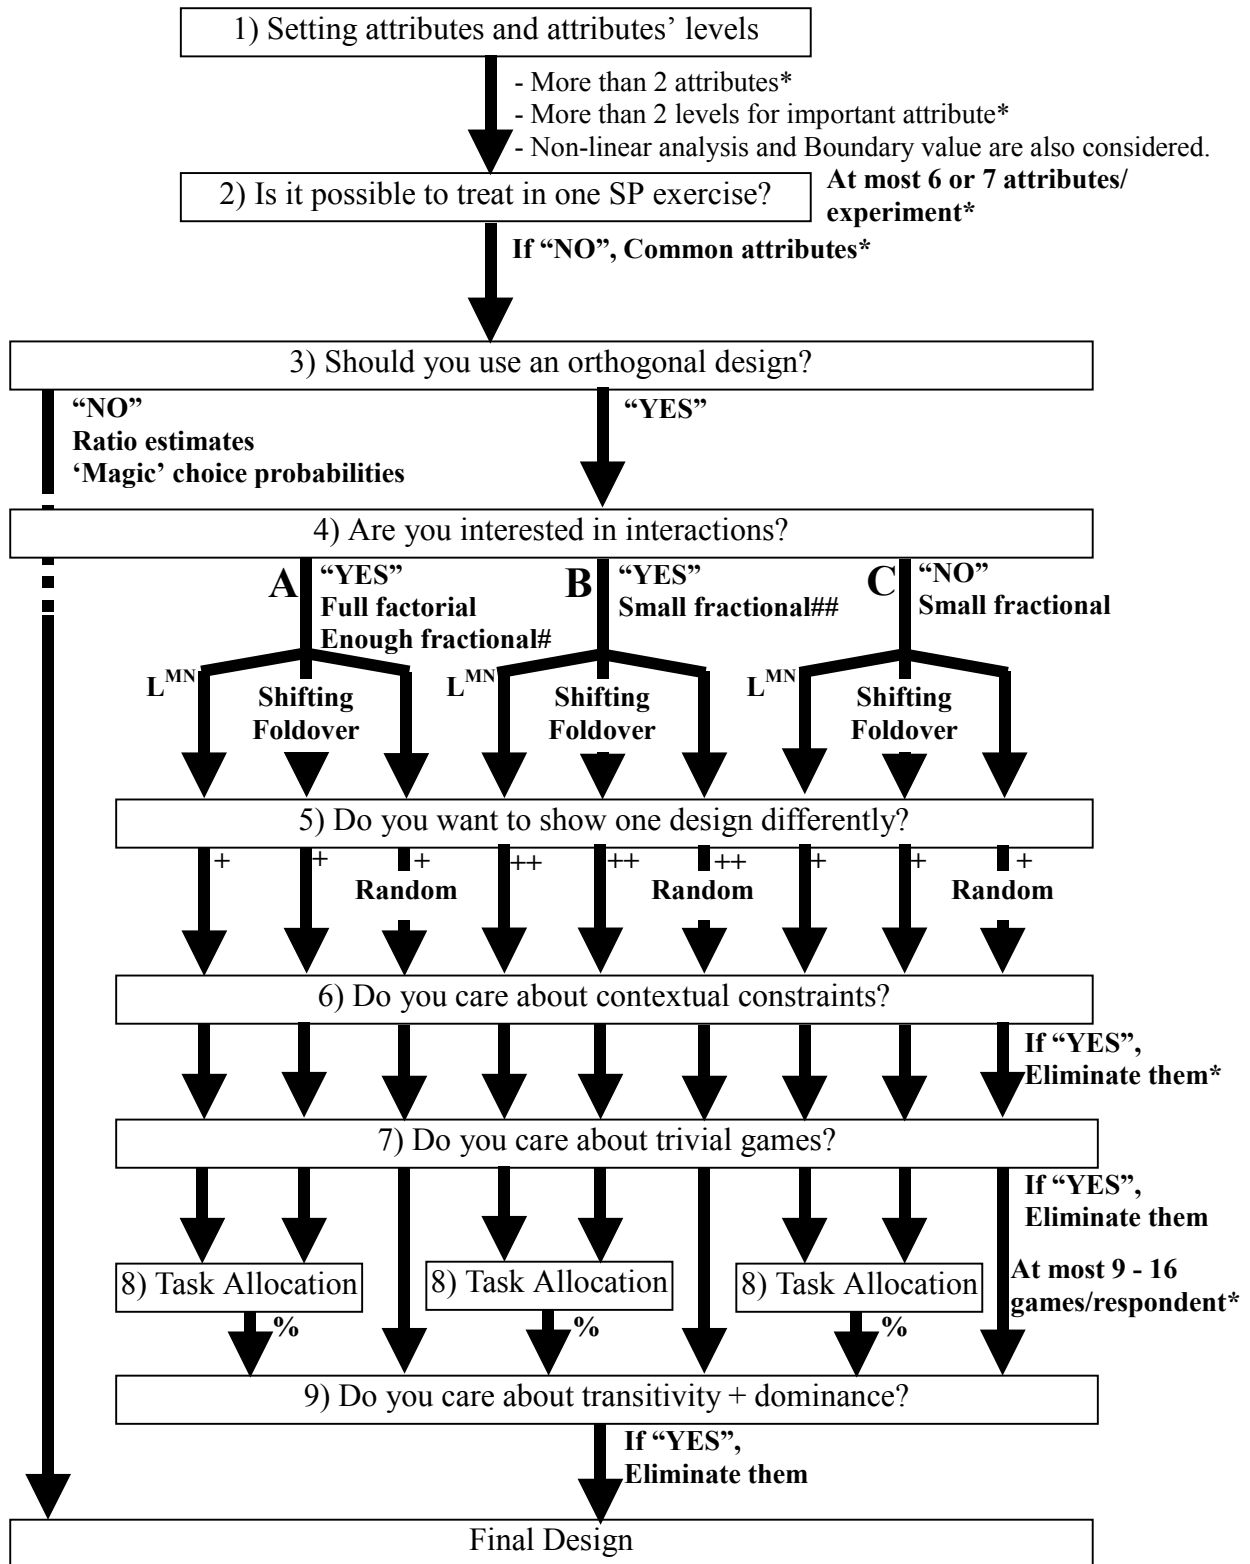 1) Setting attributes and attributes’ levels
- More than 2 attributes*
- More than 2 levels for important attribute*
- Non-linear analysis and Boundary value are also considered.
2) Is it possible to treat in one SP exercise?
At most 6 or 7 attributes/
experiment*
If “NO”, Common attributes*
3) Should you use an orthogonal design?
“NO”
Ratio estimates
‘Magic’ choice probabilities
“YES”
4) Are you interested in interactions?
A
“YES”
Full factorial
Enough fractional#
B
“YES”
Small fractional##
C
“NO”
Small fractional
L^MN
Shifting
Foldover
L^MN
Shifting
Foldover
L^MN
Shifting
Foldover
5) Do you want to show one design differently?
+ + + ++ ++ ++ + + +
Random
Random
Random
6) Do you care about contextual constraints?
If “YES”,
Eliminate them*
7) Do you care about trivial games?
If “YES”,
Eliminate them
8) Task Allocation
8) Task Allocation
8) Task Allocation
At most 9 - 16
games/respondent*
%
%
%
9) Do you care about transitivity + dominance?
If “YES”,
Eliminate them
Final Design